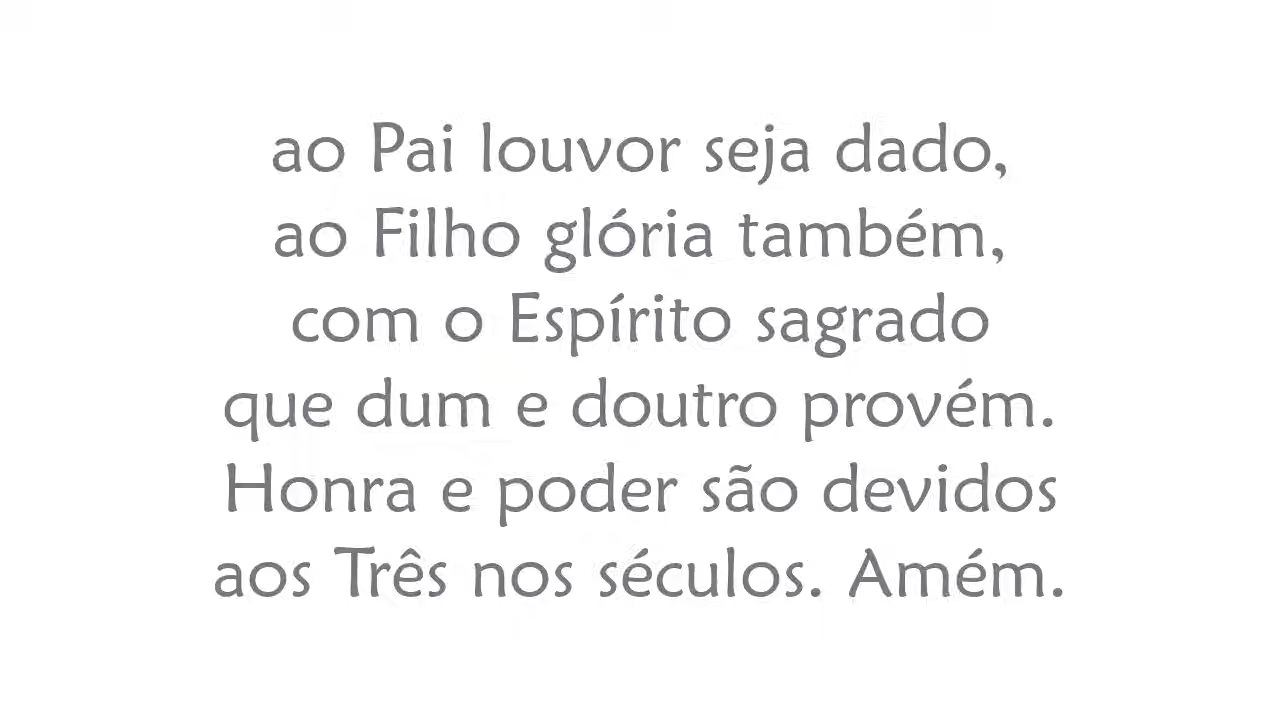 ao Pai louvor seja dado,
ao Filho glória também,
com o Espírito sagrado
que dum e doutro provém.
Honra e poder são devidos
aos Três nos séculos. Amém.